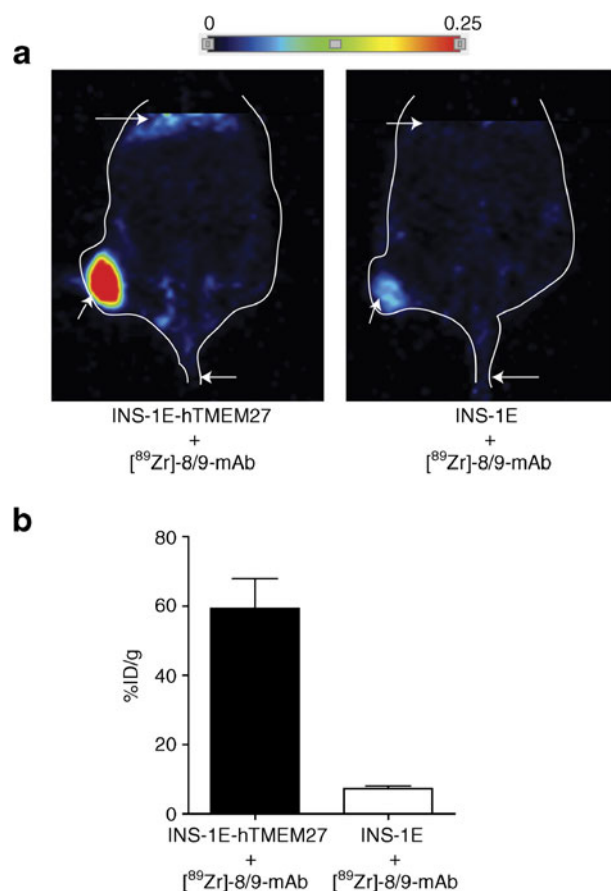 0 0.25
a
INS-1E-hTMEM27 INS-1E
+ +
[⁸⁹Zr]-8/9-mAb [⁸⁹Zr]-8/9-mAb
b
80
60
40
20
0
%ID/g
INS-1E-hTMEM27 INS-1E
+ +
[⁸⁹Zr]-8/9-mAb [⁸⁹Zr]-8/9-mAb